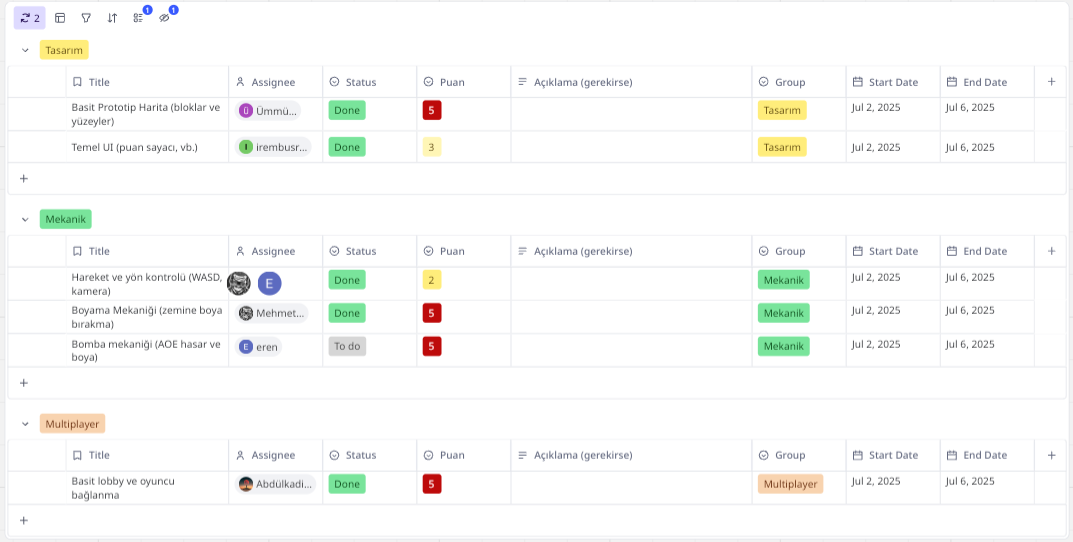 2
1
1
Tasarım
Title Assignee Status Puan Açıklama (gerekirse) Group Start Date End Date
Basit Prototip Harita (bloklar ve
yüzeyler)
Ü Ümmü... Done 5 Tasarım Jul 2, 2025 Jul 6, 2025
Temel UI (puan sayacı, vb.) I irembusr... Done 3 Tasarım Jul 2, 2025 Jul 6, 2025
Mekanik
Title Assignee Status Puan Açıklama (gerekirse) Group Start Date End Date
Hareket ve yön kontrolü (WASD,
kamera)
E Done 2 Mekanik Jul 2, 2025 Jul 6, 2025
Boyama Mekaniği (zemine boya
bırakma)
Mehmet... Done 5 Mekanik Jul 2, 2025 Jul 6, 2025
Bomba mekaniği (AOE hasar ve
boya)
E eren To do 5 Mekanik Jul 2, 2025 Jul 6, 2025
Multiplayer
Title Assignee Status Puan Açıklama (gerekirse) Group Start Date End Date
Basit lobby ve oyuncu
bağlanma
Abdülkadi... Done 5 Multiplayer Jul 2, 2025 Jul 6, 2025